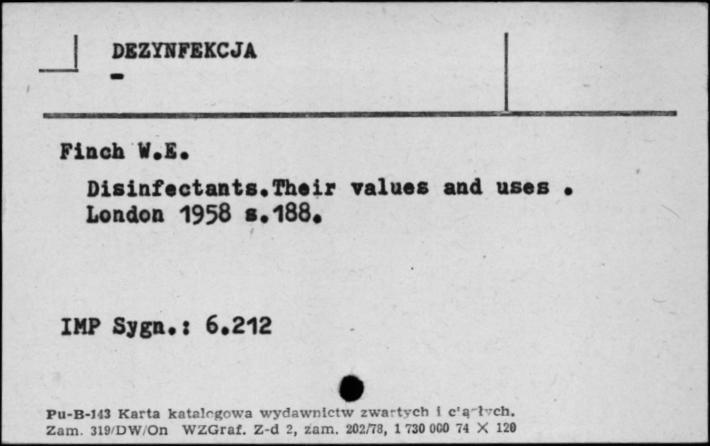 DEZYNFEKCJA
Finch W.E.
Disinfectants.Their values and uses .
London 1958 s.188.
IMP Sygn.: 6.212
Pu-B-143 Karta katalogowa wydawnictw zwartych i
Zam. 319/DW/On WZGraf. Z-d 2, zam. 202/78, 1 730 000 74 X 120